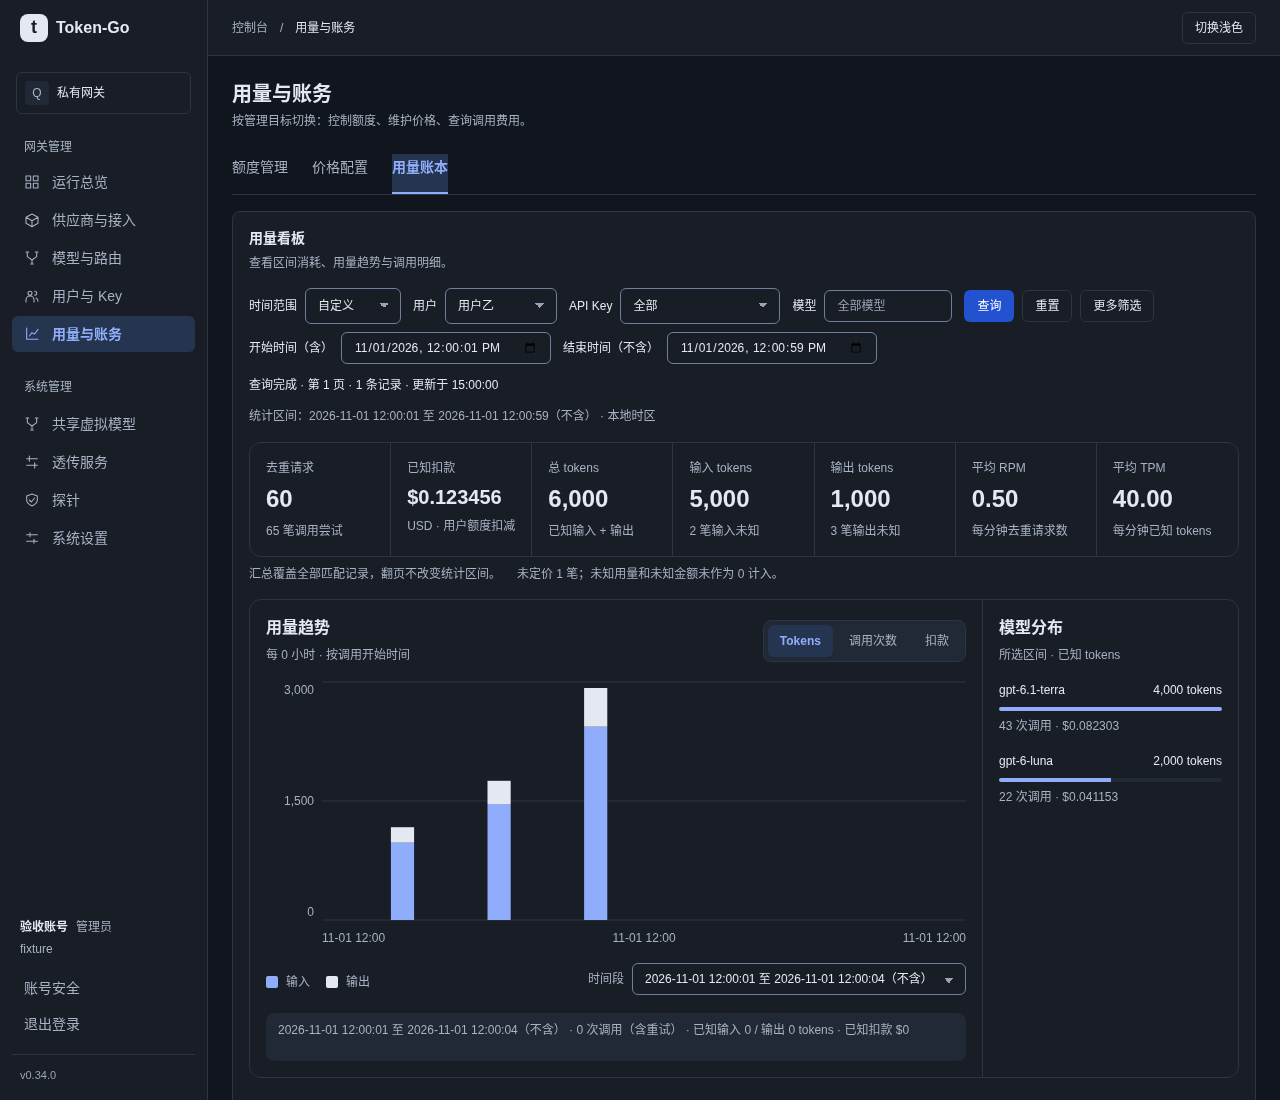 t Token-Go
Q 私有网关
网关管理
运行总览
供应商与接入
模型与路由
用户与 Key
用量与账务
系统管理
共享虚拟模型
透传服务
探针
系统设置
验收账号 管理员
fixture
账号安全
退出登录
v0.34.0
控制台 / 用量与账务
切换浅色
用量与账务
按管理目标切换：控制额度、维护价格、查询调用费用。
额度管理 价格配置 用量账本
用量看板
查看区间消耗、用量趋势与调用明细。
时间范围 自定义 用户 用户乙 API Key 全部 模型 全部模型 查询 重置 更多筛选
开始时间（含） 11/01/2026, 12:00:01 PM 结束时间（不含） 11/01/2026, 12:00:59 PM
查询完成 · 第 1 页 · 1 条记录 · 更新于 15:00:00
统计区间：2026-11-01 12:00:01 至 2026-11-01 12:00:59（不含） · 本地时区
去重请求
60
65 笔调用尝试
已知扣款
$0.123456
USD · 用户额度扣减
总 tokens
6,000
已知输入 + 输出
输入 tokens
5,000
2 笔输入未知
输出 tokens
1,000
3 笔输出未知
平均 RPM
0.50
每分钟去重请求数
平均 TPM
40.00
每分钟已知 tokens
汇总覆盖全部匹配记录，翻页不改变统计区间。 未定价 1 笔；未知用量和未知金额未作为 0 计入。
用量趋势
每 0 小时 · 按调用开始时间
Tokens 调用次数 扣款
3,000
1,500
0
11-01 12:00 11-01 12:00 11-01 12:00
输入 输出
时间段 2026-11-01 12:00:01 至 2026-11-01 12:00:04（不含）
2026-11-01 12:00:01 至 2026-11-01 12:00:04（不含） · 0 次调用（含重试） · 已知输入 0 / 输出 0 tokens · 已知扣款 $0
模型分布
所选区间 · 已知 tokens
gpt-6.1-terra 4,000 tokens
43 次调用 · $0.082303
gpt-6-luna 2,000 tokens
22 次调用 · $0.041153